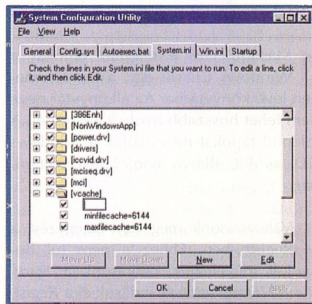 System Configuration Utility
File View Help
General Config.sys Autoexec.bat System.ini Win.ini Startup
Check the lines in your System.ini file that you want to run. To edit a line, click
it, and then click Edit.
[386Enh]
[NonWindowsApp]
[power.drv]
[drivers]
[iccvid.drv]
[mciseq.drv]
[mci]
[vcache]
minfilecache=6144
maxfilecache=6144
Move Up Move Down New Edit
OK Cancel Apply